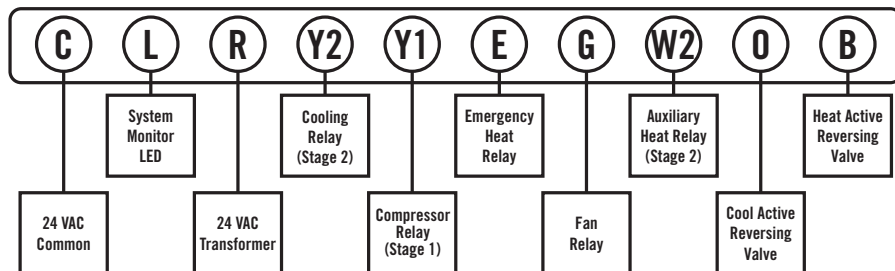 C L R Y2 Y1 E G W2 O B
System
Monitor
LED
Cooling
Relay
(Stage 2)
Emergency
Heat
Relay
Auxiliary
Heat Relay
(Stage 2)
Heat Active
Reversing
Valve
24 VAC
Common
24 VAC
Transformer
Compressor
Relay
(Stage 1)
Fan
Relay
Cool Active
Reversing
Valve